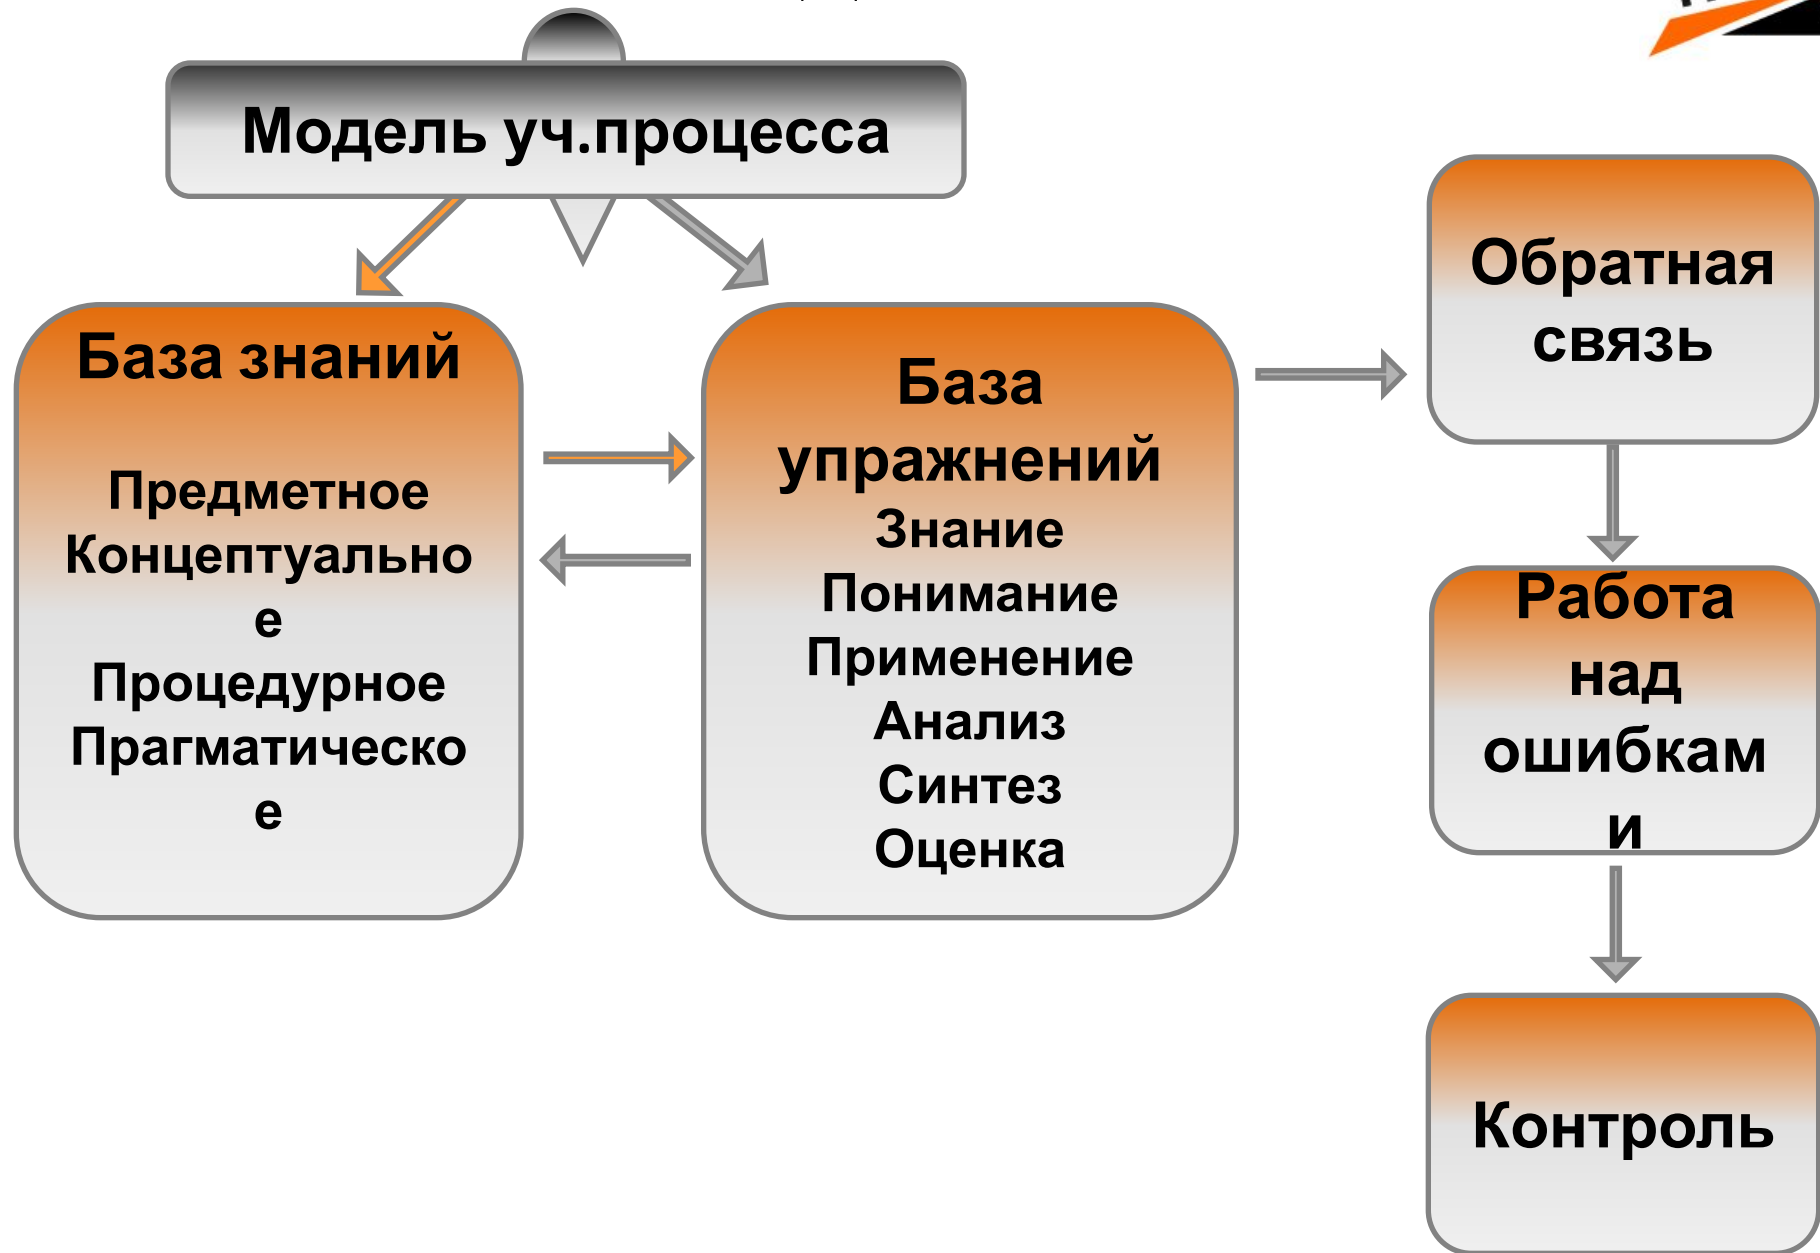 Модель уч.процесса
База знаний
Предметное
Концептуально
е
Процедурное
Прагматическо
е
База
упражнений
Знание
Понимание
Применение
Анализ
Синтез
Оценка
Обратная
связь
Работа
над
ошибкам
и
Контроль